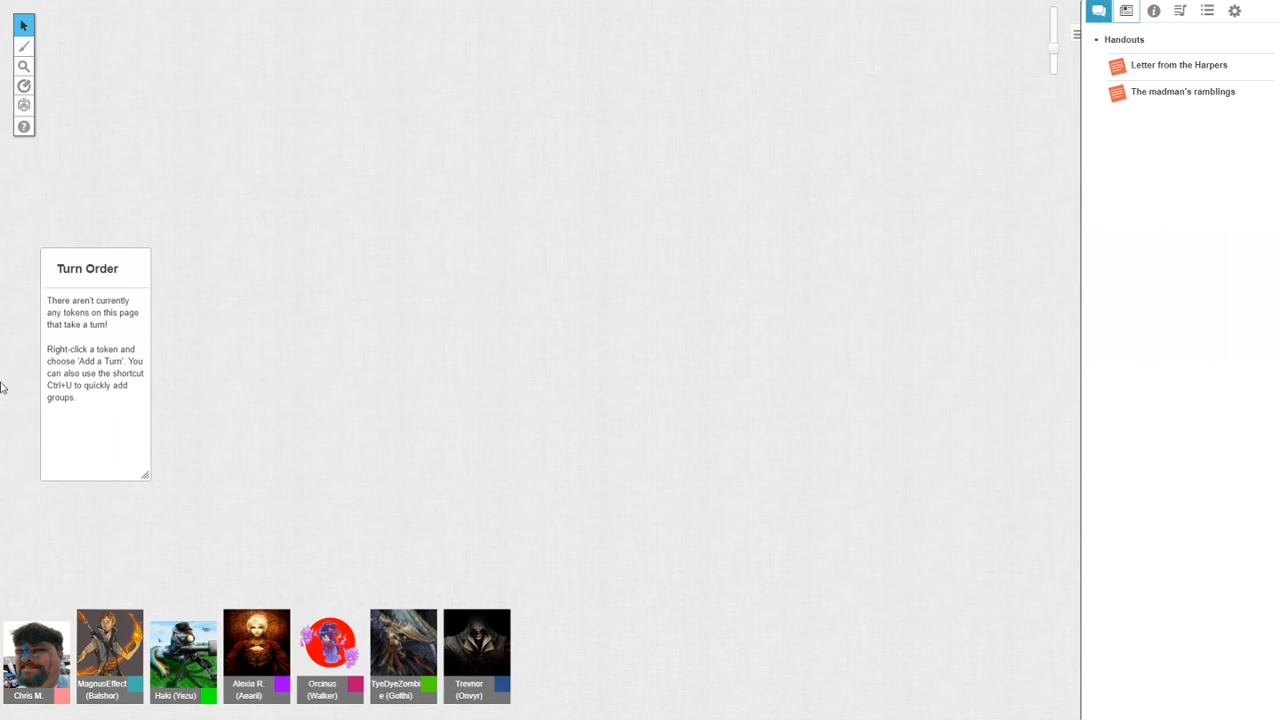 Handouts
Letter from the Harpers
The madman's ramblings
Turn Order
There aren't currently
any tokens on this page
that take a turn!
Right-click a token and
choose 'Add a Turn'. You
can also use the shortcut
Ctrl+U to quickly add
groups.
Chris M.
MagnusEffect
(Balshor)
Haki (Yezu)
Alexia R.
(Aearil)
Orcinus
(Walker)
TyeDyeZombi
e (Golthi)
Trevnor
(Onvyr)